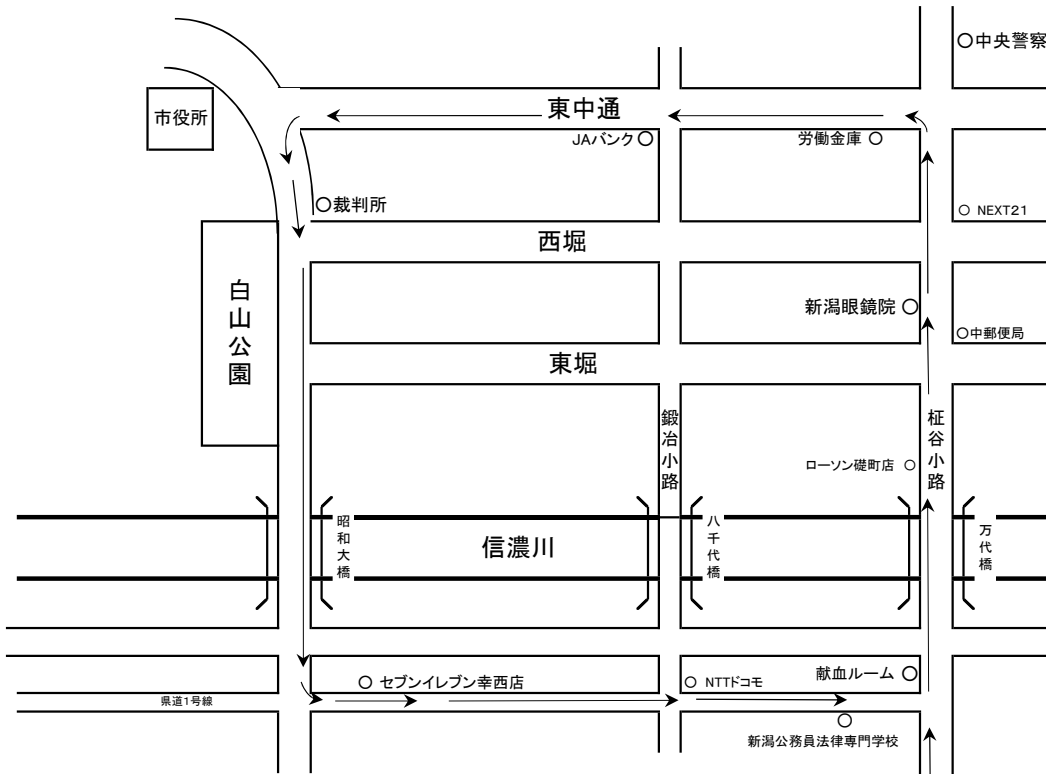 中央警察
東中通
市役所
JAバンク
労働金庫
裁判所
NEXT21
西堀
白山公園
新潟眼鏡院
中郵便局
東堀
鍛冶小路
柾谷小路
ローソン礎町店
昭和大橋
信濃川
八千代橋
万代橋
セブンイレブン幸西店
NTTドコモ
献血ルーム
県道1号線
新潟公務員法律専門学校